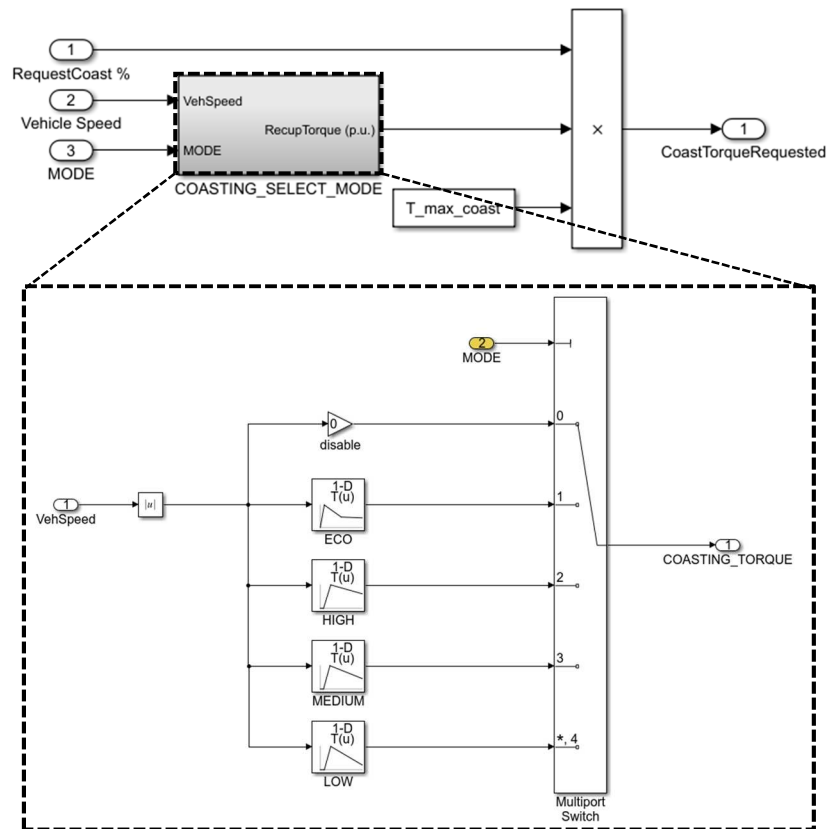 1
RequestCoast %
2
Vehicle Speed
3
MODE
VehSpeed
RecupTorque (p.u.)
MODE
COASTING_SELECT_MODE
T_max_coast
×
1
CoastTorqueRequested
2
MODE
0
0
disable
1
VehSpeed
|u|
1-D
T(u)
ECO
1
1-D
T(u)
HIGH
2
1-D
T(u)
MEDIUM
3
1-D
T(u)
LOW
*, 4
1
COASTING_TORQUE
Multiport
Switch